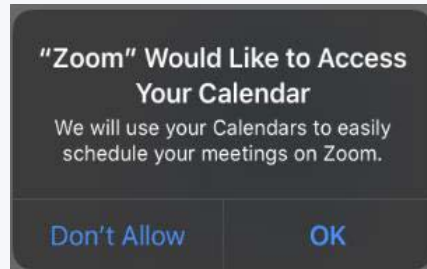 “Zoom” Would Like to Access
Your Calendar
We will use your Calendars to easily
schedule your meetings on Zoom.
Don’t Allow
OK